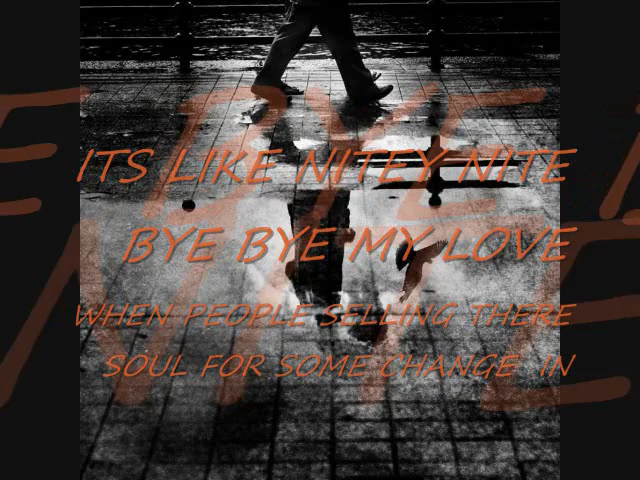 ITS LIKE NITEY NITE
BYE BYE MY LOVE
WHEN PEOPLE SELLING THERE
SOUL FOR SOME CHANGE IN